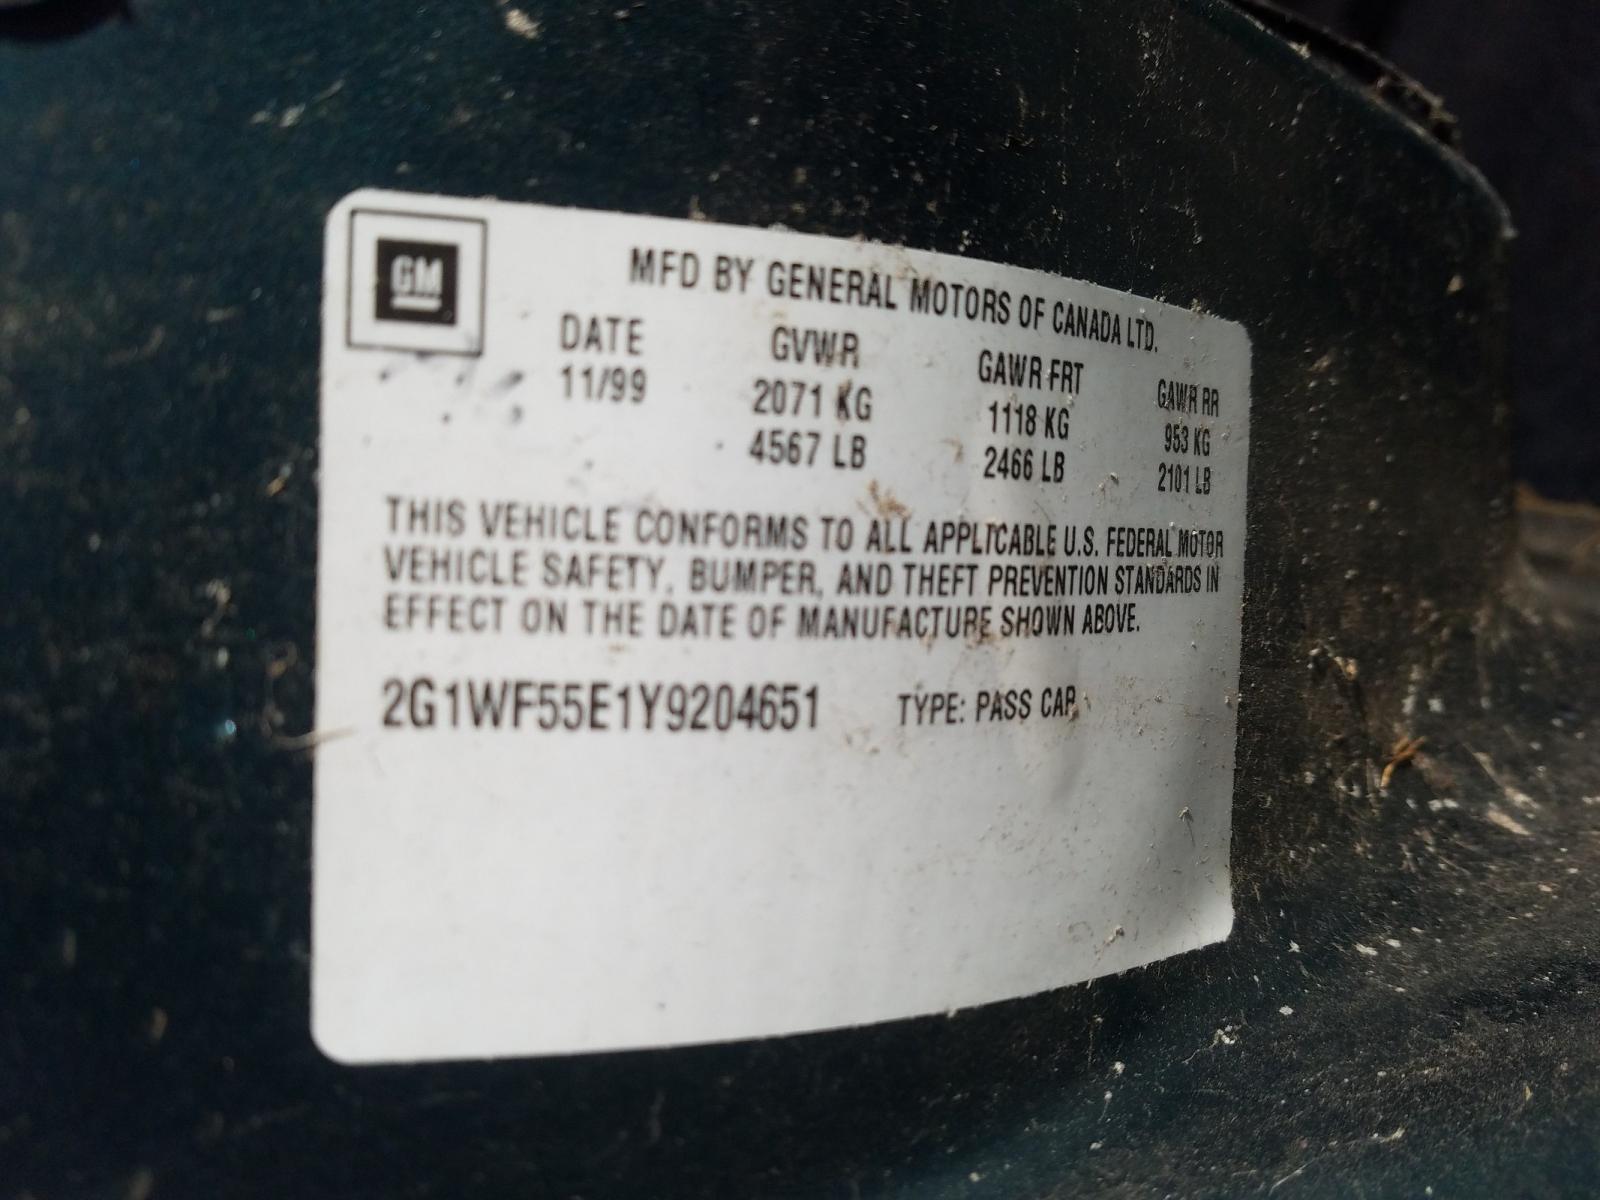 GM
MFD BY GENERAL MOTORS OF CANADA LTD.
DATE GVWR GAWR FRT GAWR RR
11/99 2071 KG 1118 KG 953 KG
4567 LB 2466 LB 2101 LB
THIS VEHICLE CONFORMS TO ALL APPLICABLE U.S. FEDERAL MOTOR
VEHICLE SAFETY, BUMPER, AND THEFT PREVENTION STANDARDS IN
EFFECT ON THE DATE OF MANUFACTURE SHOWN ABOVE.
2G1WF55E1Y9204651 TYPE: PASS CAR